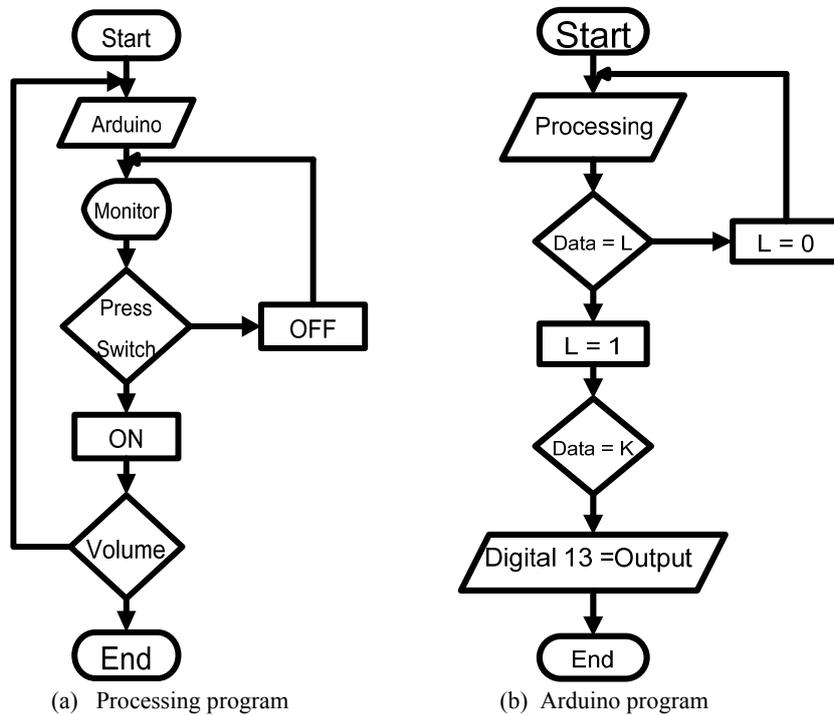 Start
Arduino
Monitor
Press
Switch
OFF
ON
Volume
End
(a) Processing program
Start
Processing
Data = L
L = 0
L = 1
Data = K
Digital 13 =Output
End
(b) Arduino program